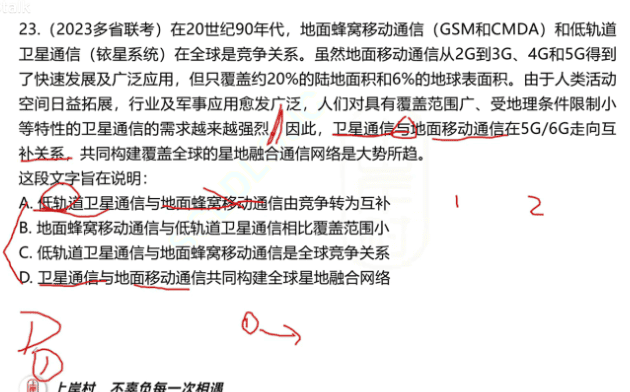 talk
23.（2023多省联考）在20世纪90年代，地面蜂窝移动通信（GSM和CMDA）和低轨道
卫星通信（铱星系统）在全球是竞争关系。虽然地面移动通信从2G到3G、4G和5G得到
了快速发展及广泛应用，但只覆盖约20%的陆地面积和6%的地球表面积。由于人类活动
空间日益拓展，行业及军事应用愈发广泛，人们对具有覆盖范围广、受地理条件限制小
等特性的卫星通信的需求越来越强烈。因此，卫星通信与地面移动通信在5G/6G走向互
补关系，共同构建覆盖全球的星地融合通信网络是大势所趋。
这段文字旨在说明：
A. 低轨道卫星通信与地面蜂窝移动通信由竞争转为互补
1 2
B. 地面蜂窝移动通信与低轨道卫星通信相比覆盖范围小
C. 低轨道卫星通信与地面蜂窝移动通信是全球竞争关系
D. 卫星通信与地面移动通信共同构建全球星地融合网络
D ①
①
上岸村 不辜负每一次相遇